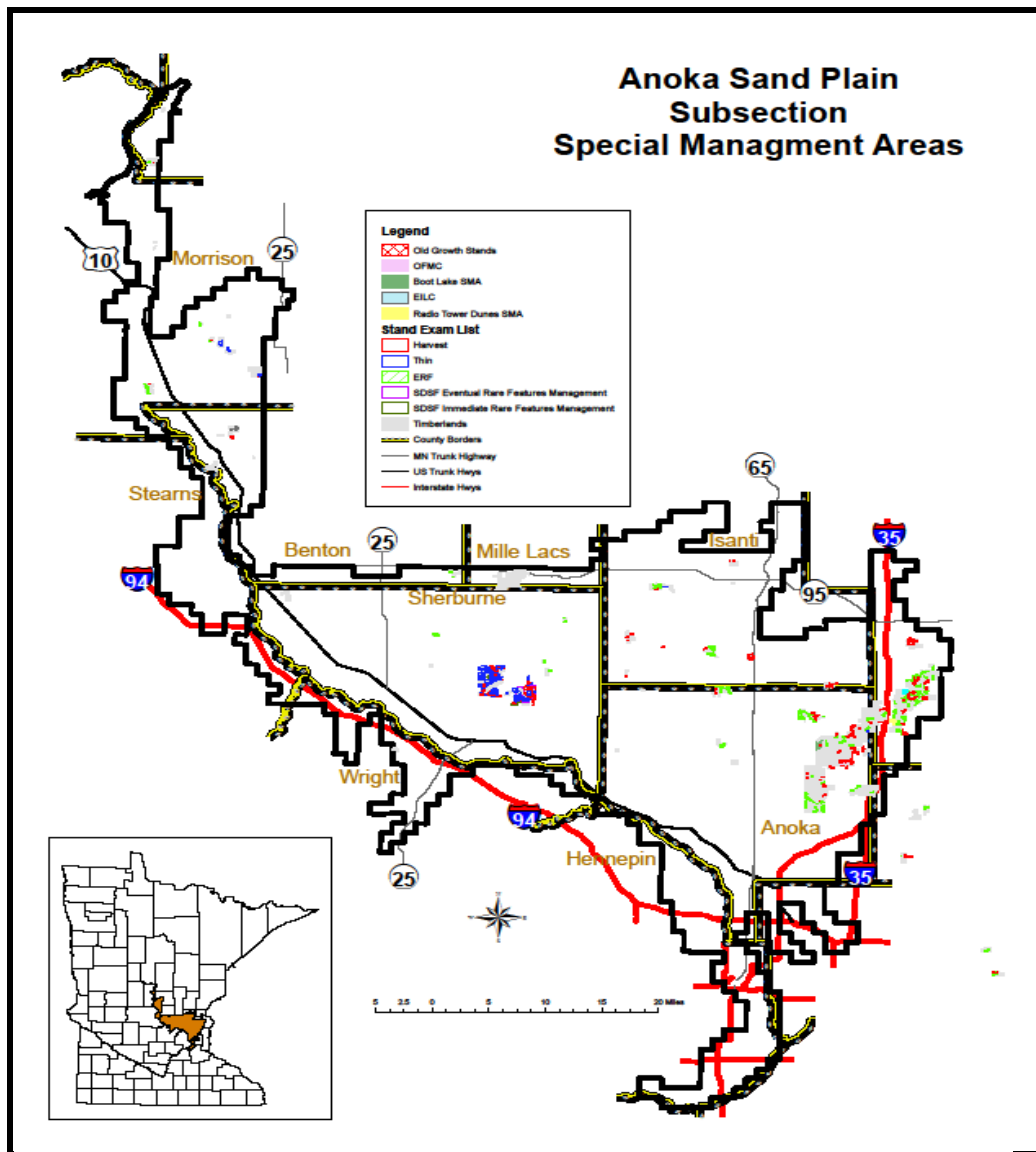 Anoka Sand Plain
Subsection
Special Managment Areas
Legend
Old Growth Stands
OFMC
Boot Lake SMA
EILC
Radio Tower Dunes SMA
Stand Exam List
Harvest
Thin
ERF
SDSF Eventual Rare Features Management
SDSF Immediate Rare Features Management
Timberlands
County Borders
MN Trunk Highway
US Trunk Hwys
Interstate Hwys
10
Morrison
25
65
Stearns
Benton
25
Mille Lacs
Isanti
35
94
Sherburne
95
Wright
94
Anoka
Hennepin
25
35
5 2.5 0 5 10 15 20 Miles